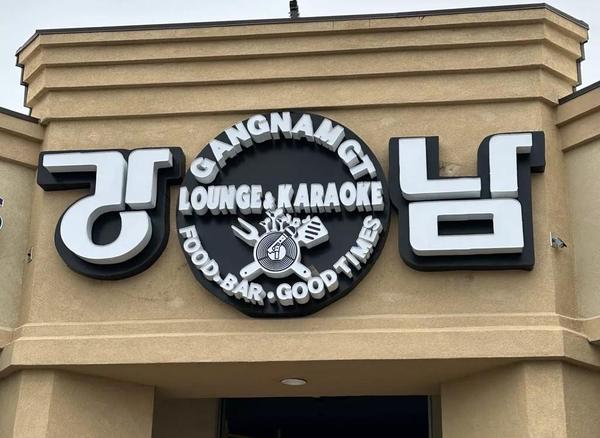 강
GANGNAM GT
LOUNGE & KARAOKE
FOOD · BAR · GOOD TIMES
남